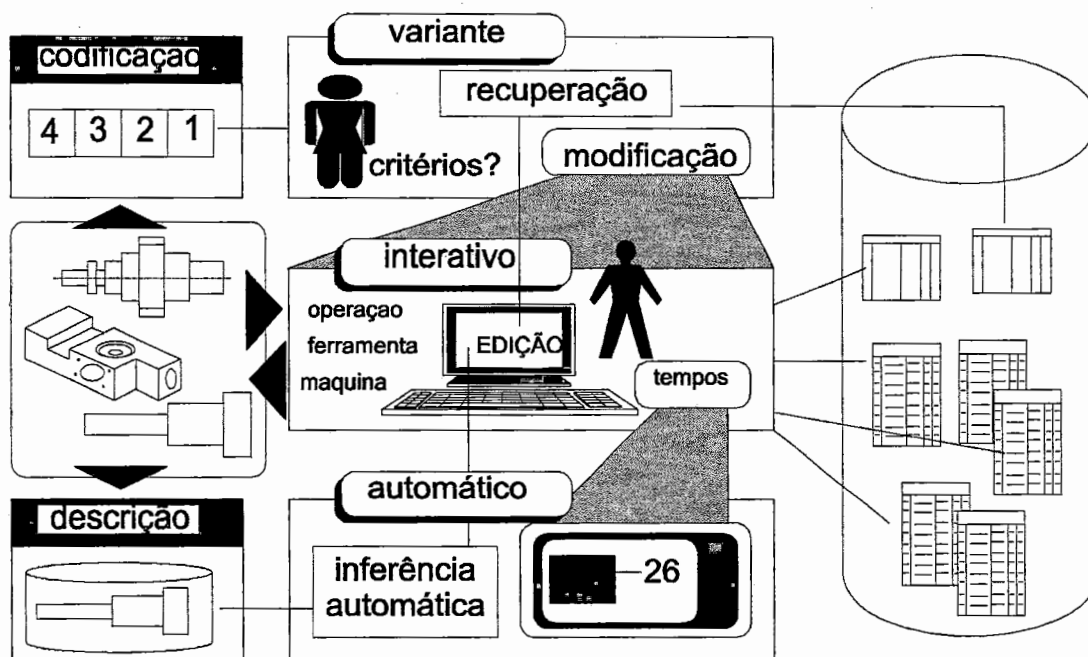 codificaçao
variante
recuperação
4 3 2 1
critérios?
modificação
interativo
operaçao
ferramenta
EDIÇÃO
maquina
tempos
automático
descrição
26
inferência
automática